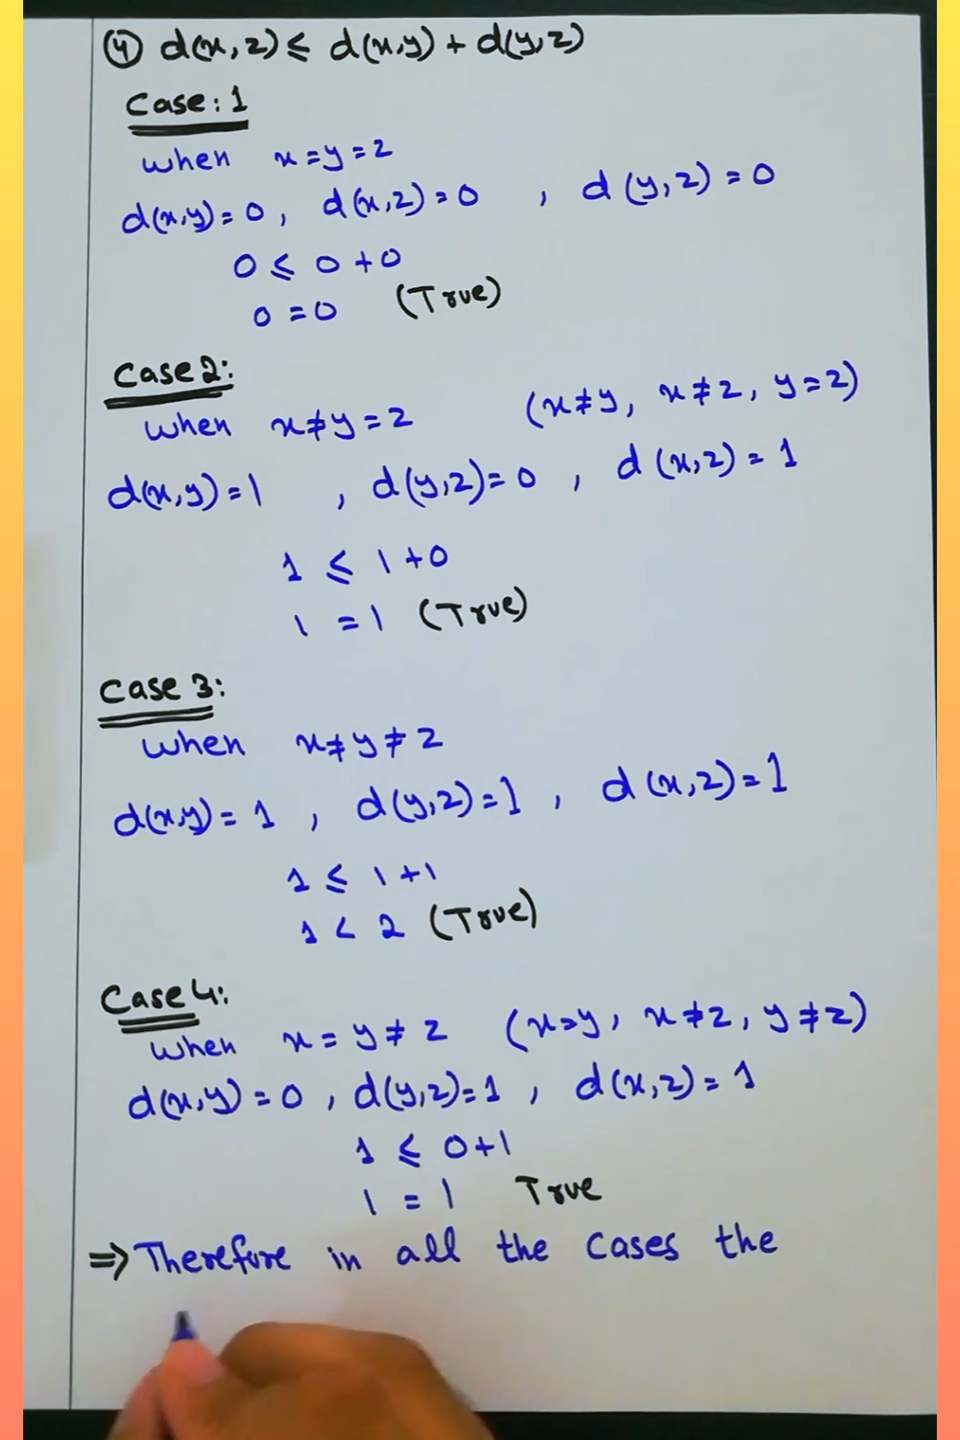 ④ d(x,z) ≤ d(x,y) + d(y,z)
Case: 1
When x = y = z
d(x,y) = 0, d(x,z) = 0, d(y,z) = 0
0 ≤ 0 + 0
0 = 0 (True)
Case 2:
When x ≠ y = z (x ≠ y, x ≠ z, y = z)
d(x,y) = 1, d(y,z) = 0, d(x,z) = 1
1 ≤ 1 + 0
1 = 1 (True)
Case 3:
When x ≠ y ≠ z
d(x,y) = 1, d(y,z) = 1, d(x,z) = 1
1 ≤ 1 + 1
1 < 2 (True)
Case 4:
When x = y ≠ z (x = y, x ≠ z, y ≠ z)
d(x,y) = 0, d(y,z) = 1, d(x,z) = 1
1 ≤ 0 + 1
1 = 1 True
⇒ Therefore in all the cases the